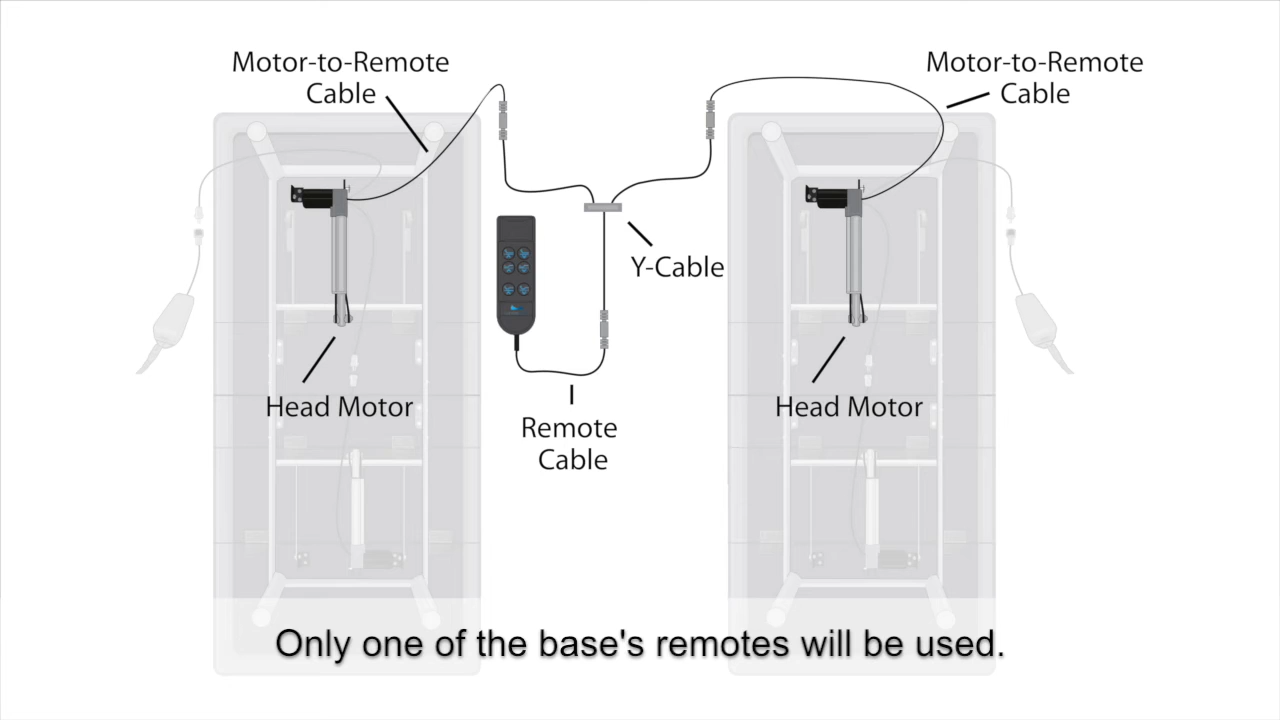 Motor-to-Remote
Cable
Motor-to-Remote
Cable
Y-Cable
Head Motor
Head Motor
Remote
Cable
Only one of the base's remotes will be used.